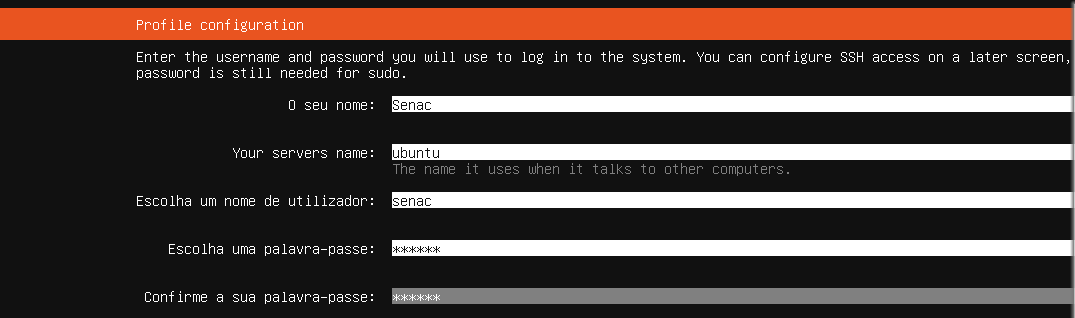 Profile configuration
Enter the username and password you will use to log in to the system. You can configure SSH access on a later screen,
password is still needed for sudo.
O seu nome: Senac
Your servers name: ubuntu
The name it uses when it talks to other computers.
Escolha um nome de utilizador: senac
Escolha uma palavra-passe: ******
Confirme a sua palavra-passe: ******